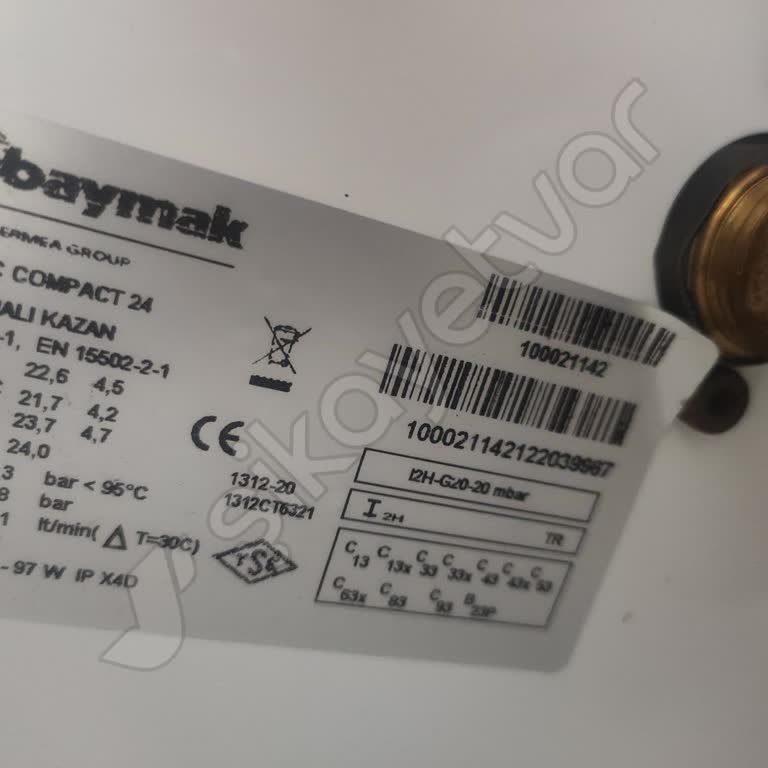 baymak
ERMEA GROUP
C COMPACT 24
ALI KAZAN
-1, EN 15502-2-1
22,6 4,5
21,7 4,2
23,7 4,7
24,0
3 bar < 95°C
8 bar
1 lt/min( Δ T=30C)
- 97 W IP X4D
CE
1312-20
1312CT6321
TSE
100021142
100021142122039967
I2H-G20-20 mbar
I 2H TR
C13 C13x C33 C33x C43 C43x C53
C63x C83 C93 B23P
şikayetvar